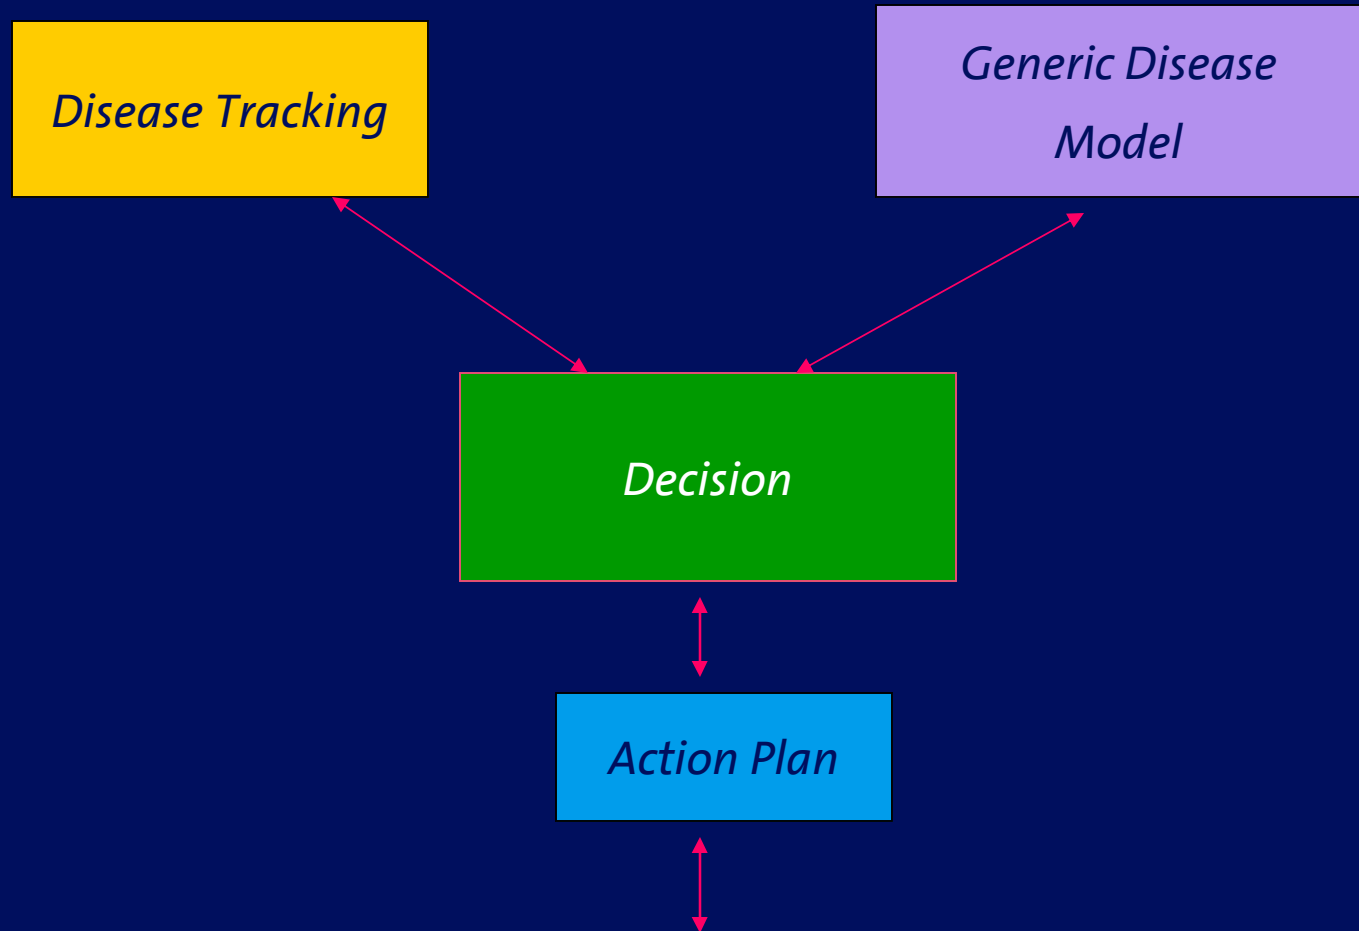 Disease Tracking
Generic Disease
Model
Decision
Action Plan